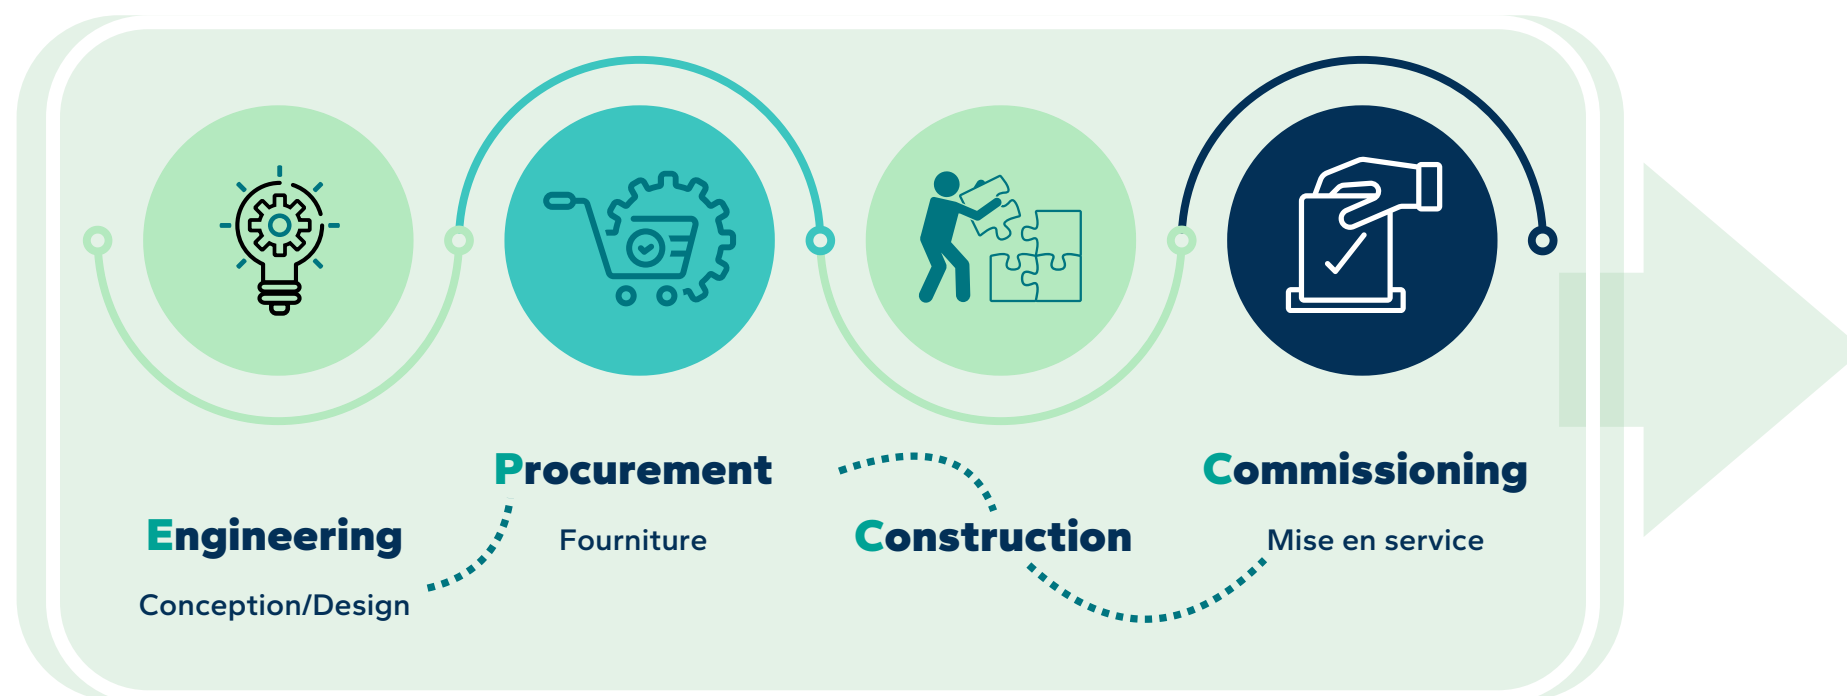 Engineering
Conception/Design
Procurement
Fourniture
Construction
Commissioning
Mise en service